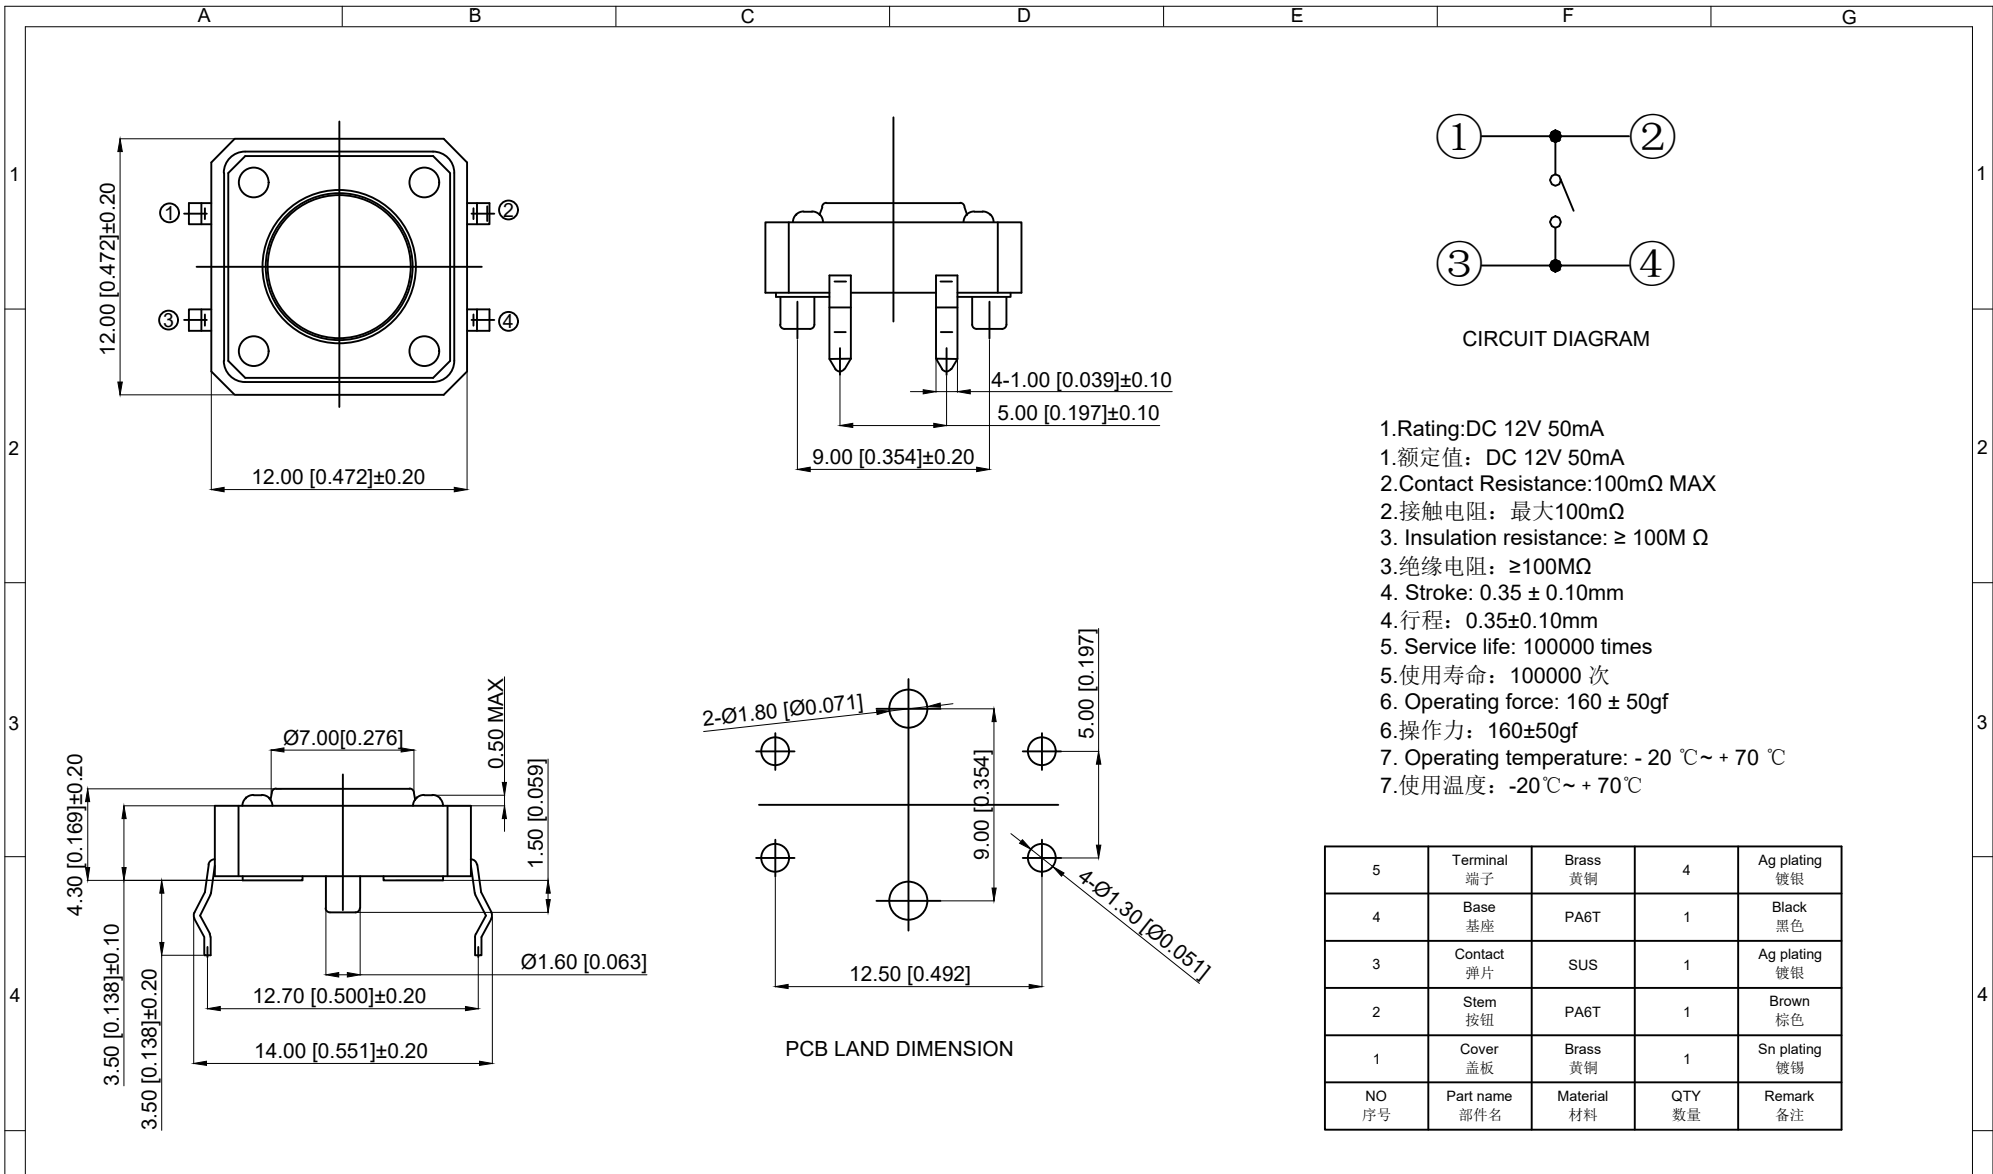 A B C D E F G
1
2
3
4
1
2
3
4
12.00 [0.472]±0.20
① ②
③ ④
12.00 [0.472]±0.20
4-1.00 [0.039]±0.10
5.00 [0.197]±0.10
9.00 [0.354]±0.20
① ②
③ ④
CIRCUIT DIAGRAM
1.Rating:DC 12V 50mA
1.额定值：DC 12V 50mA
2.Contact Resistance:100mΩ MAX
2.接触电阻：最大100mΩ
3. Insulation resistance: ≥ 100M Ω
3.绝缘电阻：≥100MΩ
4. Stroke: 0.35 ± 0.10mm
4.行程：0.35±0.10mm
5. Service life: 100000 times
5.使用寿命：100000 次
6. Operating force: 160 ± 50gf
6.操作力：160±50gf
7. Operating temperature: - 20 ℃~ + 70 ℃
7.使用温度：-20℃~ + 70℃
Ø7.00[0.276]
0.50 MAX
4.30 [0.169]±0.20
1.50 [0.059]
3.50 [0.138]±0.10
3.50 [0.138]±0.20
Ø1.60 [0.063]
12.70 [0.500]±0.20
14.00 [0.551]±0.20
2-Ø1.80 [Ø0.071]
5.00 [0.197]
9.00 [0.354]
4-Ø1.30 [Ø0.051]
12.50 [0.492]
PCB LAND DIMENSION
5 Terminal Brass 4 Ag plating
端子 黄铜 镀银
4 Base PA6T 1 Black
基座 黑色
3 Contact SUS 1 Ag plating
弹片 镀银
2 Stem PA6T 1 Brown
按钮 棕色
1 Cover Brass 1 Sn plating
盖板 黄铜 镀锡
NO Part name Material QTY Remark
序号 部件名 材料 数量 备注